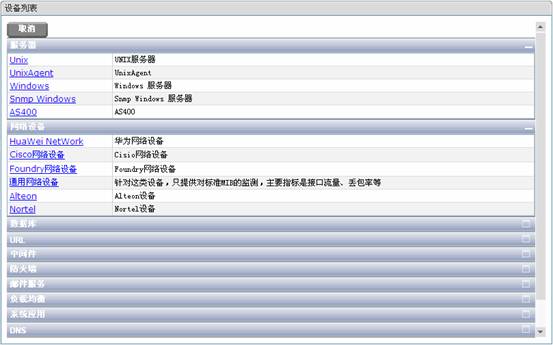 设备列表
取消
服务器
Unix UNIX服务器
UnixAgent UnixAgent
Windows Windows 服务器
Snmp Windows Snmp Windows 服务器
AS400 AS400
网络设备
HuaWei NetWork 华为网络设备
Cisco网络设备 Cisio网络设备
Foundry网络设备 Foundry网络设备
通用网络设备 针对这类设备，只提供对标准MIB的监测，主要指标是接口流量、丢包率等
Alteon Alteon设备
Nortel Nortel设备
数据库
URL
中间件
防火墙
邮件服务
负载均衡
系统应用
DNS